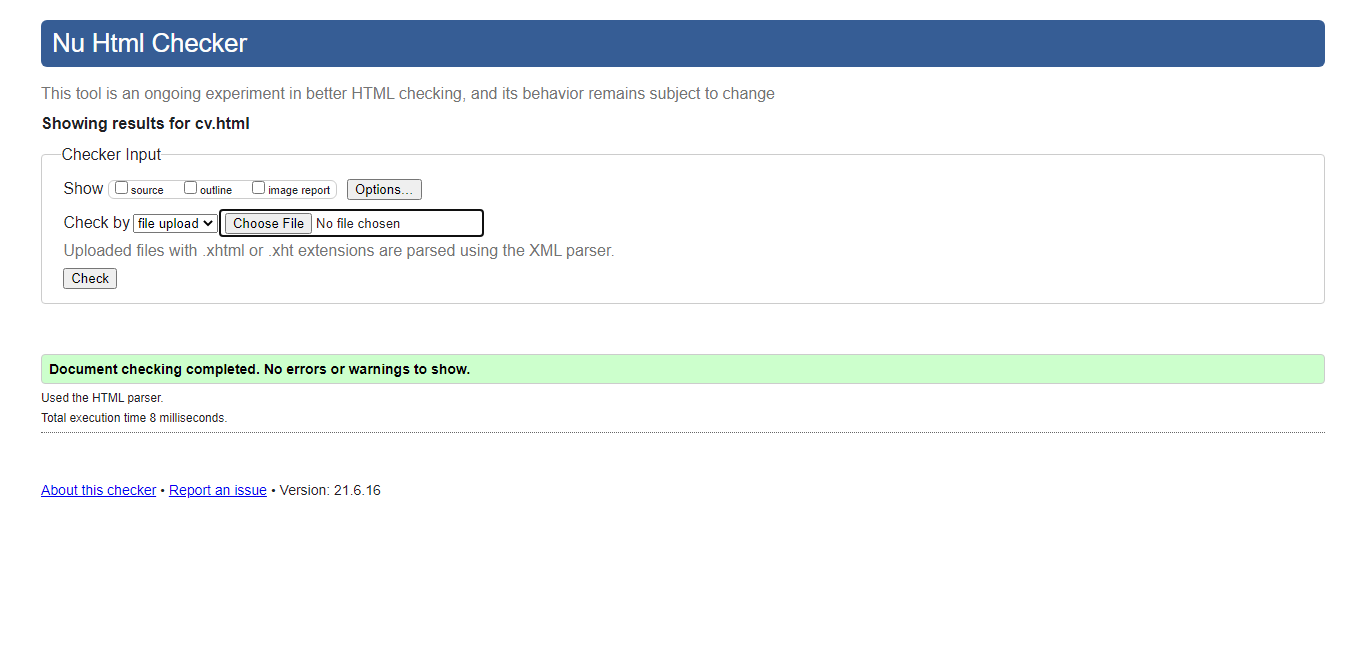 Nu Html Checker
This tool is an ongoing experiment in better HTML checking, and its behavior remains subject to change
Showing results for cv.html
Checker Input
Show source outline image report Options...
Check by file upload Choose File No file chosen
Uploaded files with .xhtml or .xht extensions are parsed using the XML parser.
Check
Document checking completed. No errors or warnings to show.
Used the HTML parser.
Total execution time 8 milliseconds.
About this checker • Report an issue • Version: 21.6.16